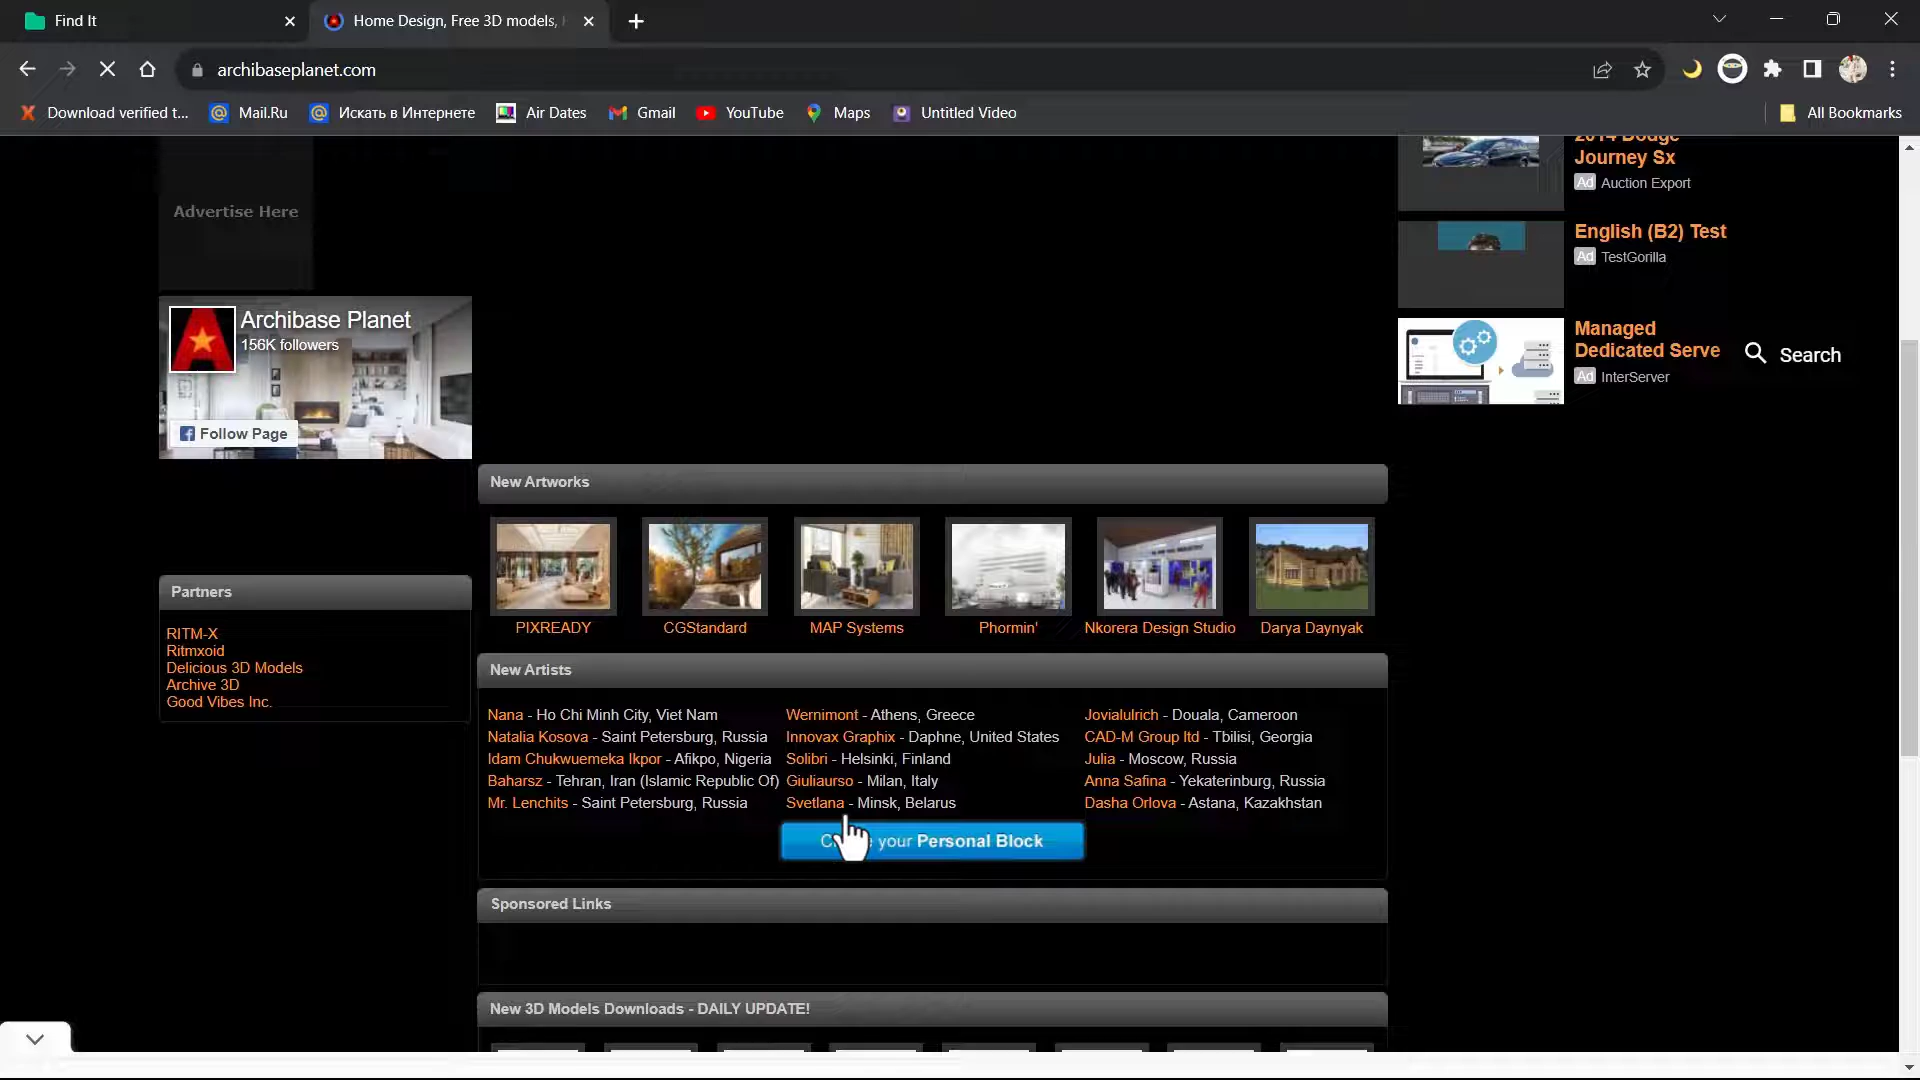 Find It
Home Design, Free 3D models,
archibaseplanet.com
Download verified t...
Mail.Ru
Искать в Интернете
Air Dates
Gmail
YouTube
Maps
Untitled Video
All Bookmarks
Advertise Here
Archibase Planet
156K followers
Follow Page
Partners
RITM-X
Ritmxoid
Delicious 3D Models
Archive 3D
Good Vibes Inc.
New Artworks
PIXREADY
CGStandard
MAP Systems
Phormin'
Nkorera Design Studio
Darya Daynyak
New Artists
Nana - Ho Chi Minh City, Viet Nam
Natalia Kosova - Saint Petersburg, Russia
Idam Chukwuemeka Ikpor - Afikpo, Nigeria
Baharsz - Tehran, Iran (Islamic Republic Of)
Mr. Lenchits - Saint Petersburg, Russia
Wernimont - Athens, Greece
Innovax Graphix - Daphne, United States
Solibri - Helsinki, Finland
Giuliaurso - Milan, Italy
Svetlana - Minsk, Belarus
Jovialulrich - Douala, Cameroon
CAD-M Group ltd - Tbilisi, Georgia
Julia - Moscow, Russia
Anna Safina - Yekaterinburg, Russia
Dasha Orlova - Astana, Kazakhstan
your Personal Block
Sponsored Links
New 3D Models Downloads - DAILY UPDATE!
2014 Dodge
Journey Sx
Ad Auction Export
English (B2) Test
Ad TestGorilla
Managed
Dedicated Serve
Ad InterServer
Search